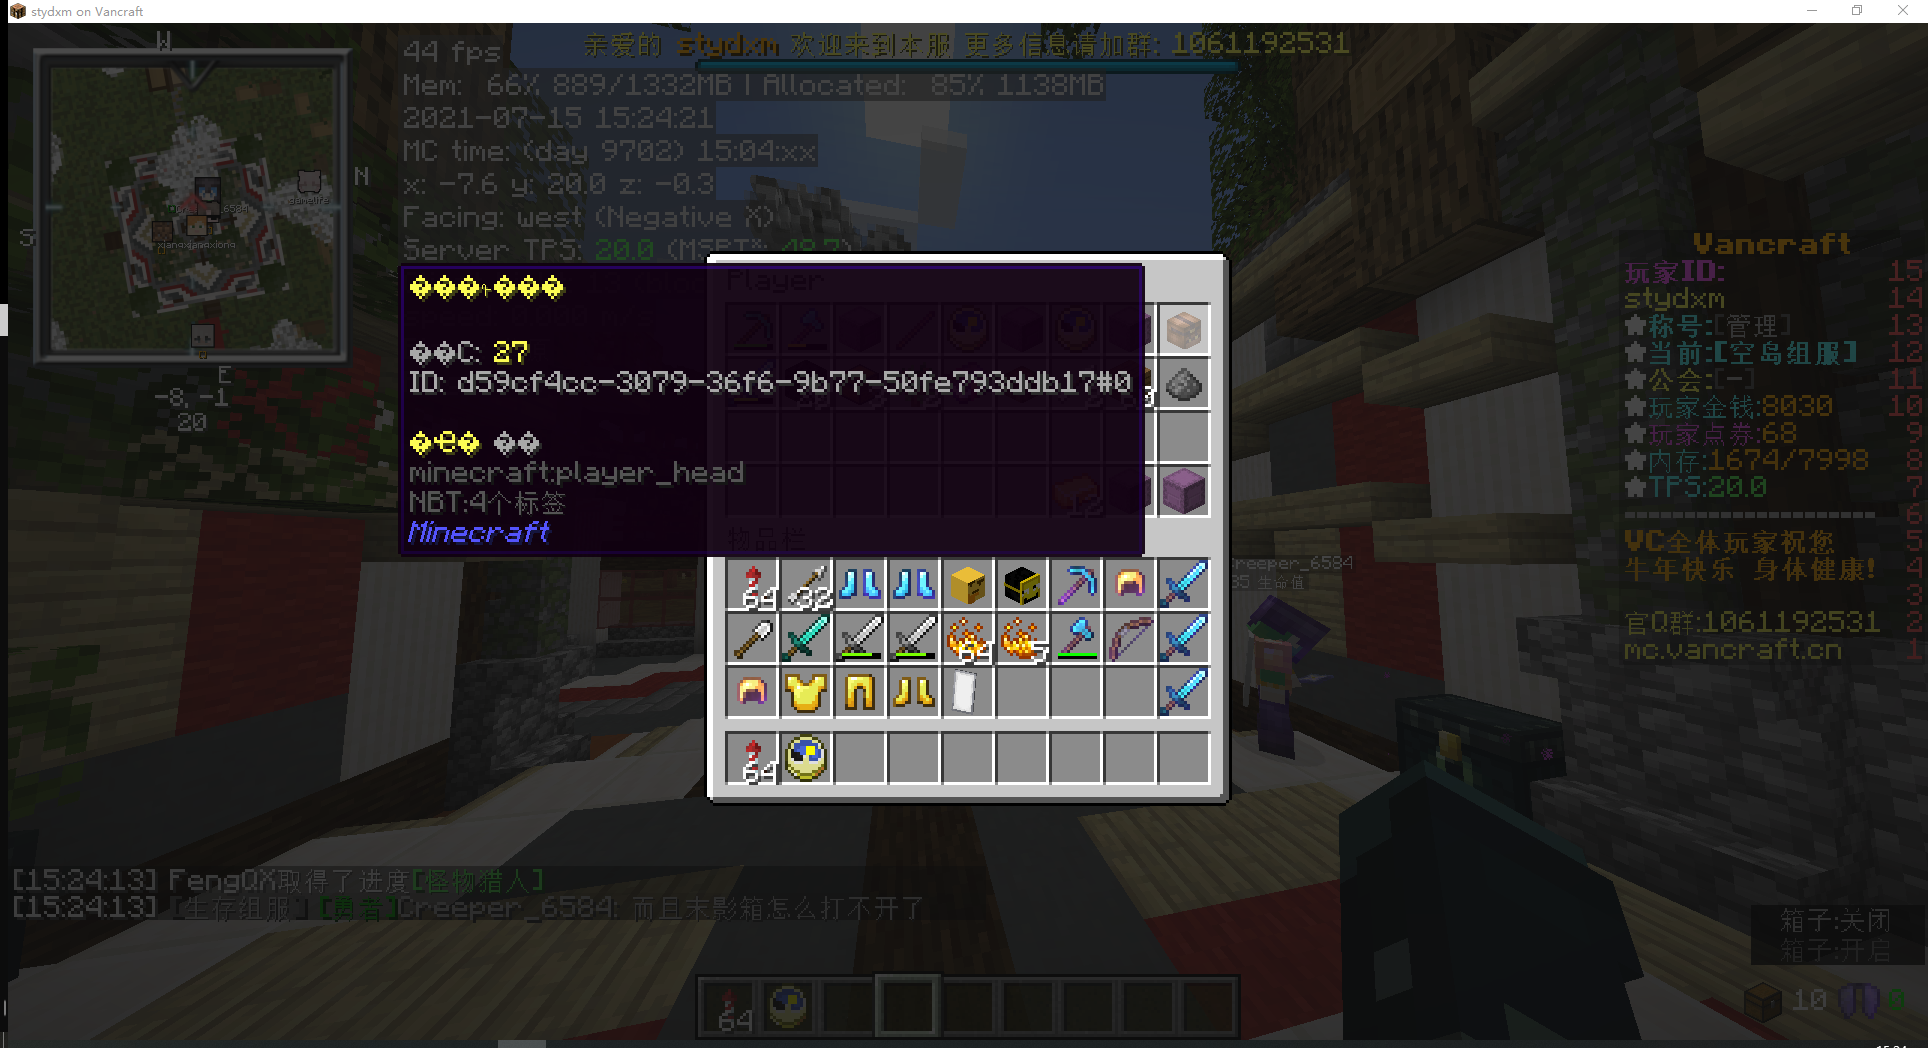 stydxm on Vancraft
W
N
S
E
gamelife
xiangxiangxiong
-8, -1
20
44 fps
亲爱的 stydxm 欢迎来到本服 更多信息请加群: 1061192531
Mem: 66% 889/1332MB | Allocated: 85% 1138MB
2021-07-15 15:24:21
MC time: (day 9702) 15:04:xx
x: -7.6 y: 20.0 z: -0.3
Facing: west (Negative X)
Server TPS: 20.0 (MSPT*: 48.7)
Player
���+���
��C: 27
ID: d59cf4cc-3079-36f6-9b77-50fe793ddb17#0
�e� ��
minecraft:player_head
NBT:4个标签
Minecraft
12
物品栏
64
32
64
5
64
Creeper_6584
35 生命值
Vancraft
玩家ID: 15
stydxm 14
★称号:[管理] 13
★当前:[空岛组服] 12
★公会:[-] 11
★玩家金钱:8030 10
★玩家点券:68 9
★内存:1674/7998 8
★TPS:20.0 7
---------------------- 6
VC全体玩家祝您 5
牛年快乐 身体健康! 4
3
官Q群:1061192531 2
mc.vancraft.cn 1
[15:24:13] FengQX取得了进度[怪物猎人]
[15:24:13] [生存组服] [勇者]Creeper_6584: 而且末影箱怎么打不开了
箱子:关闭
箱子:开启
64
10
0